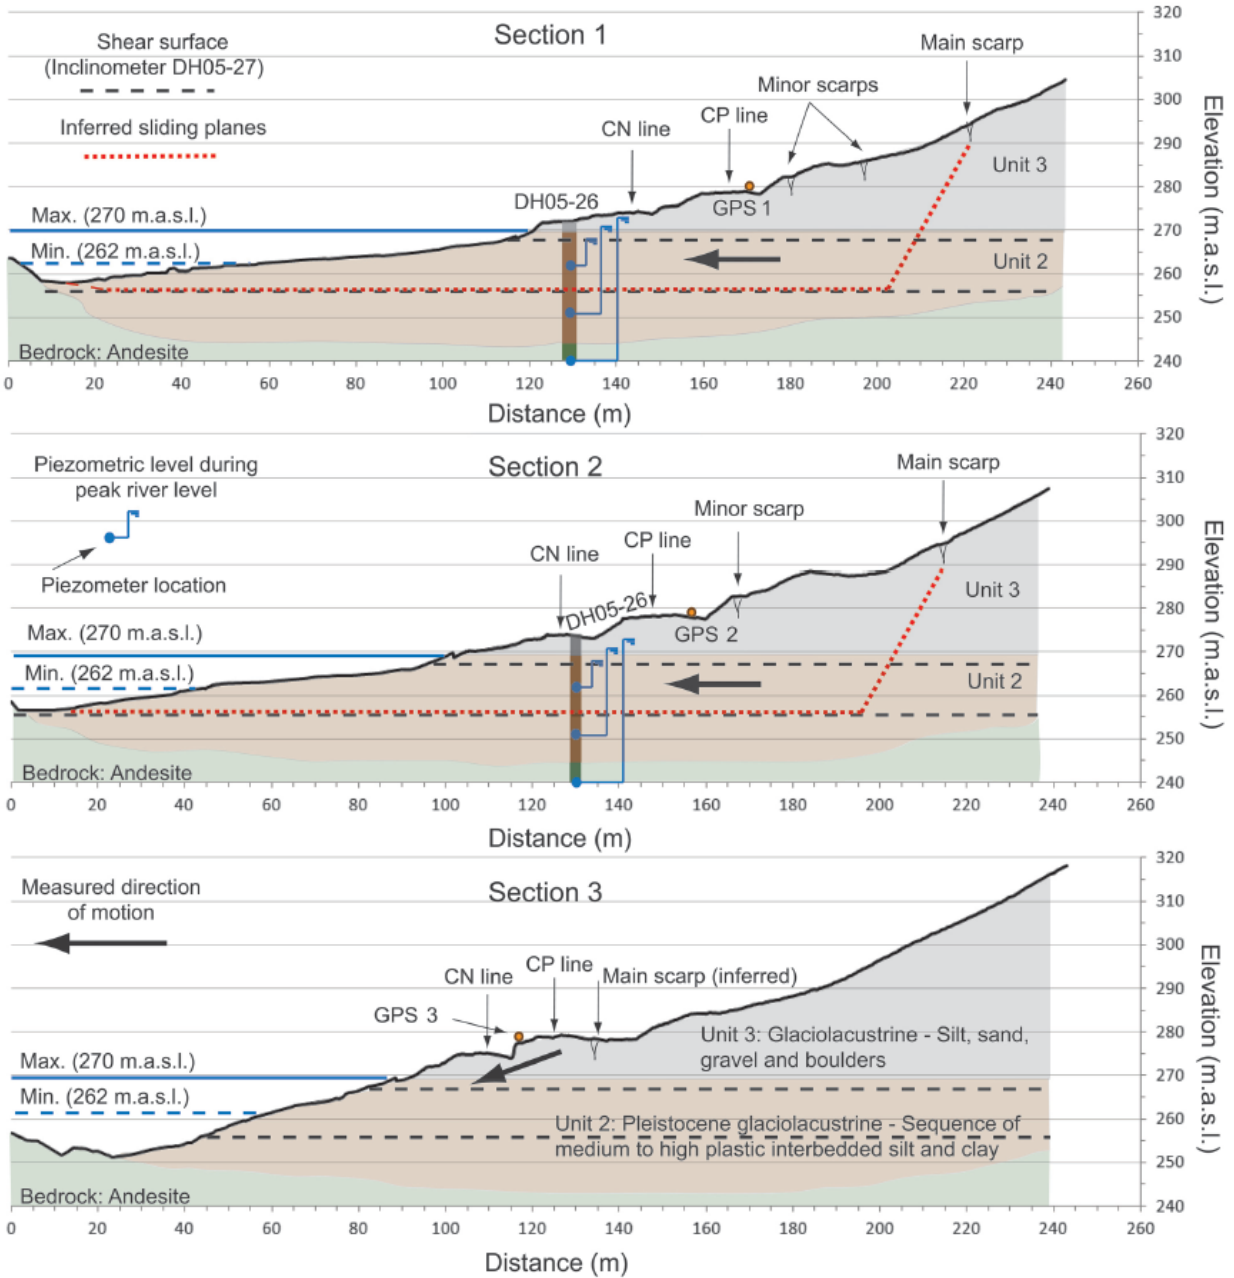 Section 1
Shear surface
(Inclinometer DH05-27)
Inferred sliding planes
Main scarp
Minor scarps
CP line
CN line
DH05-26
GPS 1
Unit 3
Unit 2
Max. (270 m.a.s.l.)
Min. (262 m.a.s.l.)
Bedrock: Andesite
320
310
300
290
280
270
260
250
240
Elevation (m.a.s.l.)
0 20 40 60 80 100 120 140 160 180 200 220 240 260
Distance (m)
Section 2
Piezometric level during
peak river level
Piezometer location
Main scarp
Minor scarp
CP line
CN line
DH05-26
GPS 2
Unit 3
Unit 2
Max. (270 m.a.s.l.)
Min. (262 m.a.s.l.)
Bedrock: Andesite
320
310
300
290
280
270
260
250
240
Elevation (m.a.s.l.)
0 20 40 60 80 100 120 140 160 180 200 220 240 260
Distance (m)
Section 3
Measured direction
of motion
CP line
CN line
Main scarp (inferred)
GPS 3
Unit 3: Glaciolacustrine - Silt, sand,
gravel and boulders
Max. (270 m.a.s.l.)
Min. (262 m.a.s.l.)
Unit 2: Pleistocene glaciolacustrine - Sequence of
medium to high plastic interbedded silt and clay
Bedrock: Andesite
320
310
300
290
280
270
260
250
240
Elevation (m.a.s.l.)
0 20 40 60 80 100 120 140 160 180 200 220 240 260
Distance (m)